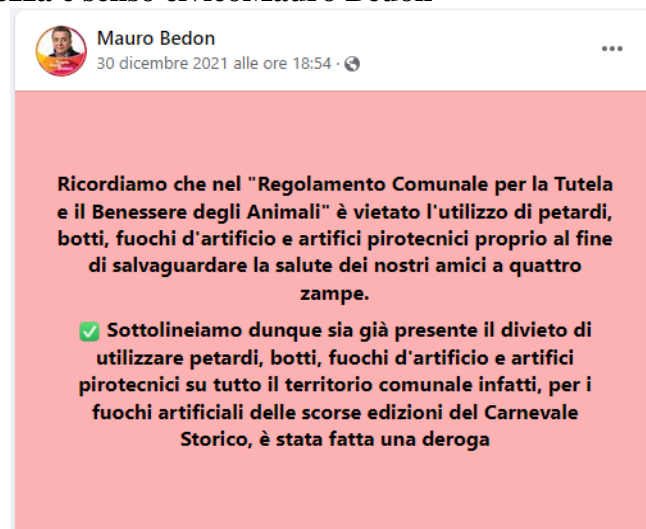 e senso civicoMauro Bedon
Mauro Bedon
30 dicembre 2021 alle ore 18:54 ·
Ricordiamo che nel "Regolamento Comunale per la Tutela
e il Benessere degli Animali" è vietato l'utilizzo di petardi,
botti, fuochi d'artificio e artifici pirotecnici proprio al fine
di salvaguardare la salute dei nostri amici a quattro
zampe.
✅ Sottolineiamo dunque sia già presente il divieto di
utilizzare petardi, botti, fuochi d'artificio e artifici
pirotecnici su tutto il territorio comunale infatti, per i
fuochi artificiali delle scorse edizioni del Carnevale
Storico, è stata fatta una deroga